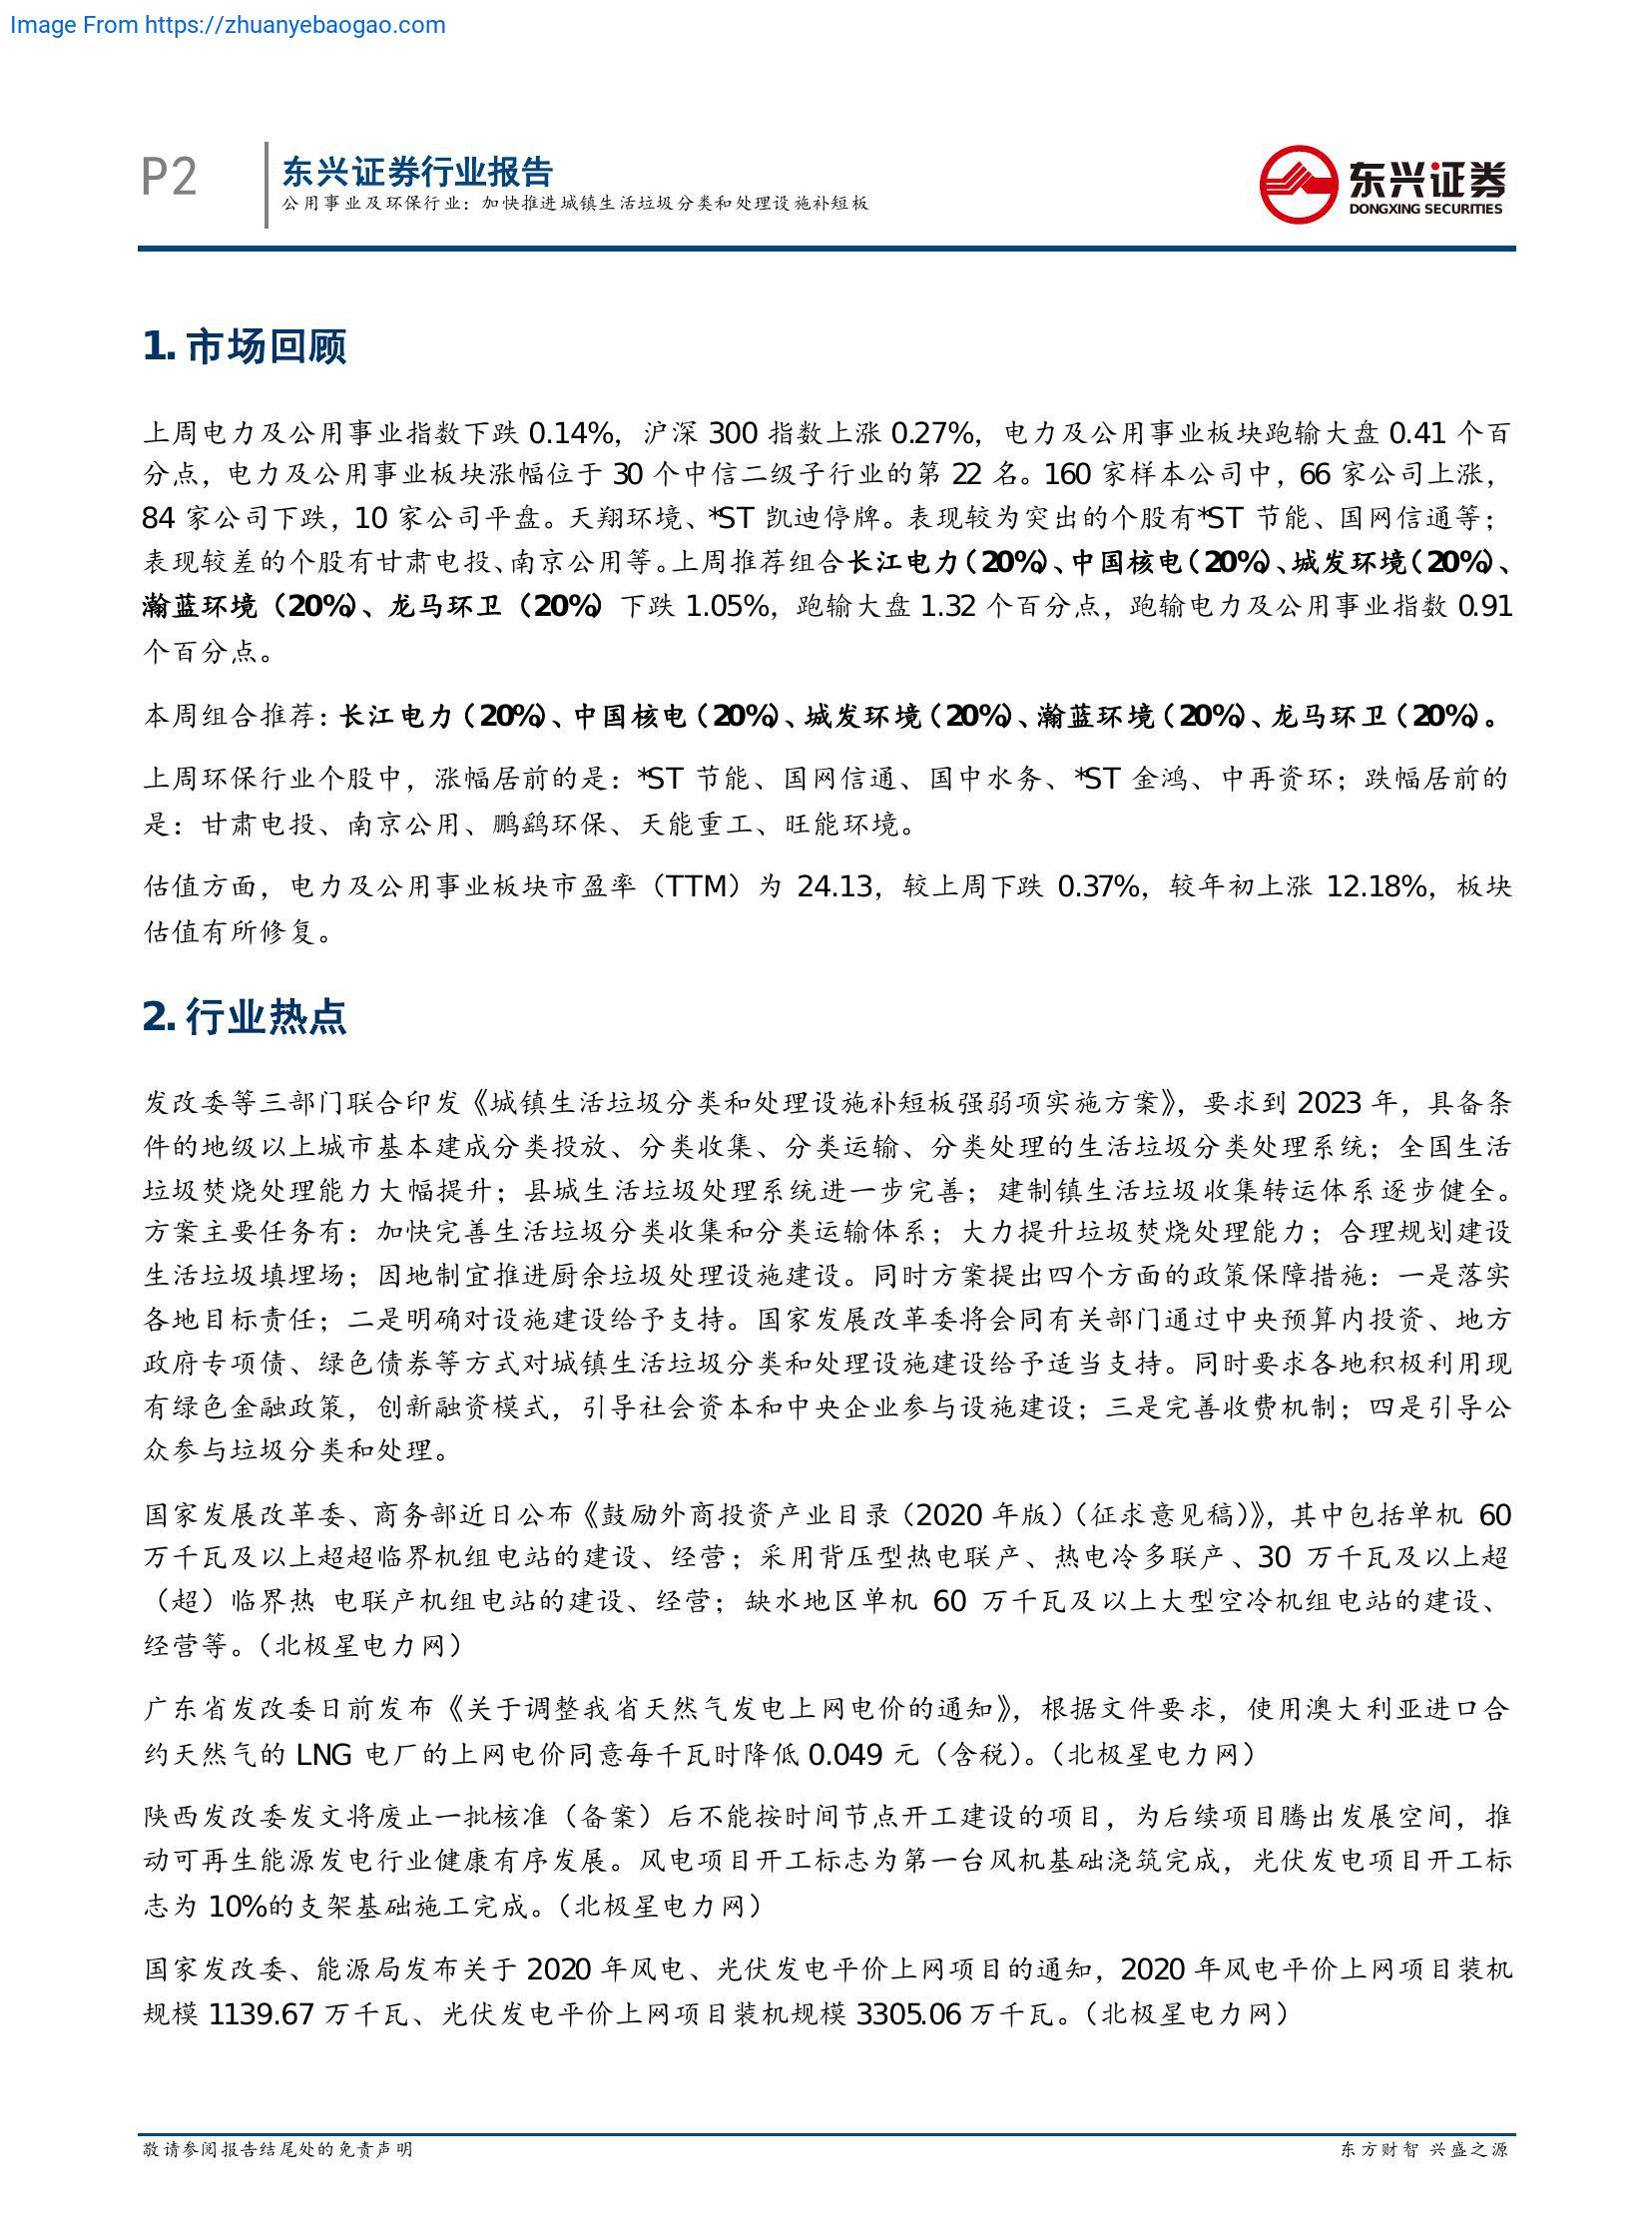 Image From https://zhuanyebaogao.com
P2
东兴证券行业报告
公用事业及环保行业：加快推进城镇生活垃圾分类和处理设施补短板
东兴证券
DONGXING SECURITIES
1. 市场回顾
上周电力及公用事业指数下跌 0.14%，沪深 300 指数上涨 0.27%，电力及公用事业板块跑输大盘 0.41 个百
分点，电力及公用事业板块涨幅位于 30 个中信二级子行业的第 22 名。160 家样本公司中，66 家公司上涨，
84 家公司下跌，10 家公司平盘。天翔环境、*ST 凯迪停牌。表现较为突出的个股有*ST 节能、国网信通等；
表现较差的个股有甘肃电投、南京公用等。上周推荐组合长江电力（20%）、中国核电（20%）、城发环境（20%）、
瀚蓝环境（20%）、龙马环卫（20%）下跌 1.05%，跑输大盘 1.32 个百分点，跑输电力及公用事业指数 0.91
个百分点。
本周组合推荐：长江电力（20%）、中国核电（20%）、城发环境（20%）、瀚蓝环境（20%）、龙马环卫（20%）。
上周环保行业个股中，涨幅居前的是：*ST 节能、国网信通、国中水务、*ST 金鸿、中再资环；跌幅居前的
是：甘肃电投、南京公用、鹏鹞环保、天能重工、旺能环境。
估值方面，电力及公用事业板块市盈率（TTM）为 24.13，较上周下跌 0.37%，较年初上涨 12.18%，板块
估值有所修复。
2. 行业热点
发改委等三部门联合印发《城镇生活垃圾分类和处理设施补短板强弱项实施方案》，要求到 2023 年，具备条
件的地级以上城市基本建成分类投放、分类收集、分类运输、分类处理的生活垃圾分类处理系统；全国生活
垃圾焚烧处理能力大幅提升；县城生活垃圾处理系统进一步完善；建制镇生活垃圾收集转运体系逐步健全。
方案主要任务有：加快完善生活垃圾分类收集和分类运输体系；大力提升垃圾焚烧处理能力；合理规划建设
生活垃圾填埋场；因地制宜推进厨余垃圾处理设施建设。同时方案提出四个方面的政策保障措施：一是落实
各地目标责任；二是明确对设施建设给予支持。国家发展改革委将会同有关部门通过中央预算内投资、地方
政府专项债、绿色债券等方式对城镇生活垃圾分类和处理设施建设给予适当支持。同时要求各地积极利用现
有绿色金融政策，创新融资模式，引导社会资本和中央企业参与设施建设；三是完善收费机制；四是引导公
众参与垃圾分类和处理。
国家发展改革委、商务部近日公布《鼓励外商投资产业目录（2020 年版）（征求意见稿）》，其中包括单机 60
万千瓦及以上超超临界机组电站的建设、经营；采用背压型热电联产、热电冷多联产、30 万千瓦及以上超
（超）临界热 电联产机组电站的建设、经营；缺水地区单机 60 万千瓦及以上大型空冷机组电站的建设、
经营等。（北极星电力网）
广东省发改委日前发布《关于调整我省天然气发电上网电价的通知》，根据文件要求，使用澳大利亚进口合
约天然气的 LNG 电厂的上网电价同意每千瓦时降低 0.049 元（含税）。（北极星电力网）
陕西发改委发文将废止一批核准（备案）后不能按时间节点开工建设的项目，为后续项目腾出发展空间，推
动可再生能源发电行业健康有序发展。风电项目开工标志为第一台风机基础浇筑完成，光伏发电项目开工标
志为 10%的支架基础施工完成。（北极星电力网）
国家发改委、能源局发布关于 2020 年风电、光伏发电平价上网项目的通知，2020 年风电平价上网项目装机
规模 1139.67 万千瓦、光伏发电平价上网项目装机规模 3305.06 万千瓦。（北极星电力网）
敬请参阅报告结尾处的免责声明
东方财智 兴盛之源